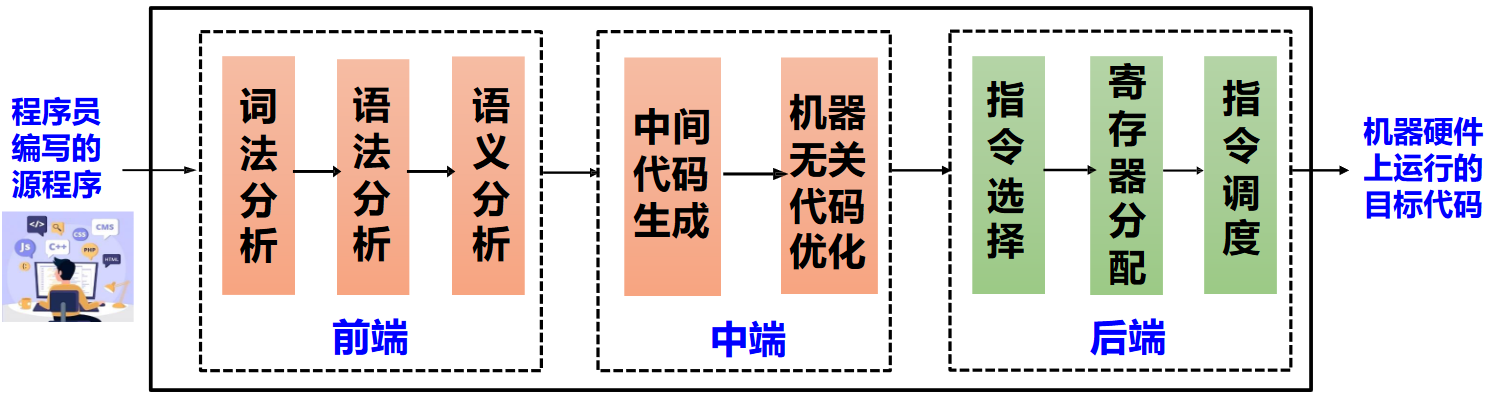 程序员
编写的
源程序
</>
CMS
CSS
JS
C++
PHP
HTML
词法分析
语法分析
语义分析
前端
中间
代码
生成
机器
无关
代码
优化
中端
指令选择
寄存器分配
指令调度
后端
机器硬件
上运行的
目标代码